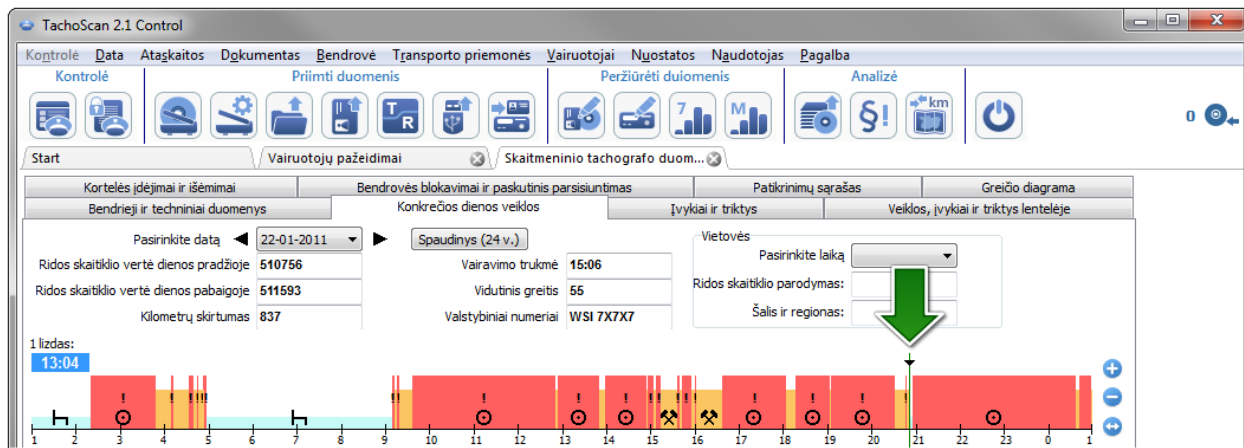 TachoScan 2.1 Control
Kontrolė Data Ataskaitos Dokumentas Bendrovė Transporto priemonės Vairuotojai Nuostatos Naudotojas Pagalba
Kontrolė Priimti duomenis Peržiūrėti duiomenis Analizė
T R 7 M §! km
0
Start Vairuotojų pažeidimai Skaitmeninio tachografo duom...
Kortelės įdėjimai ir išėmimai Bendrovės blokavimai ir paskutinis parsisiuntimas Patikrinimų sąrašas Greičio diagrama
Bendrieji ir techniniai duomenys Konkrečios dienos veiklos Įvykiai ir triktys Veiklos, įvykiai ir triktys lentelėje
Pasirinkite datą 22-01-2011 Spaudinys (24 v.) Vietovės
Pasirinkite laiką
Ridos skaitiklio vertė dienos pradžioje 510756 Vairavimo trukmė 15:06
Ridos skaitiklio parodymas:
Ridos skaitiklio vertė dienos pabaigoje 511593 Vidutinis greitis 55
Šalis ir regionas:
Kilometrų skirtumas 837 Valstybiniai numeriai WSI 7X7X7
1 lizdas:
13:04
1 2 3 4 5 6 7 8 9 10 11 12 13 14 15 16 17 18 19 20 21 22 23 0 1